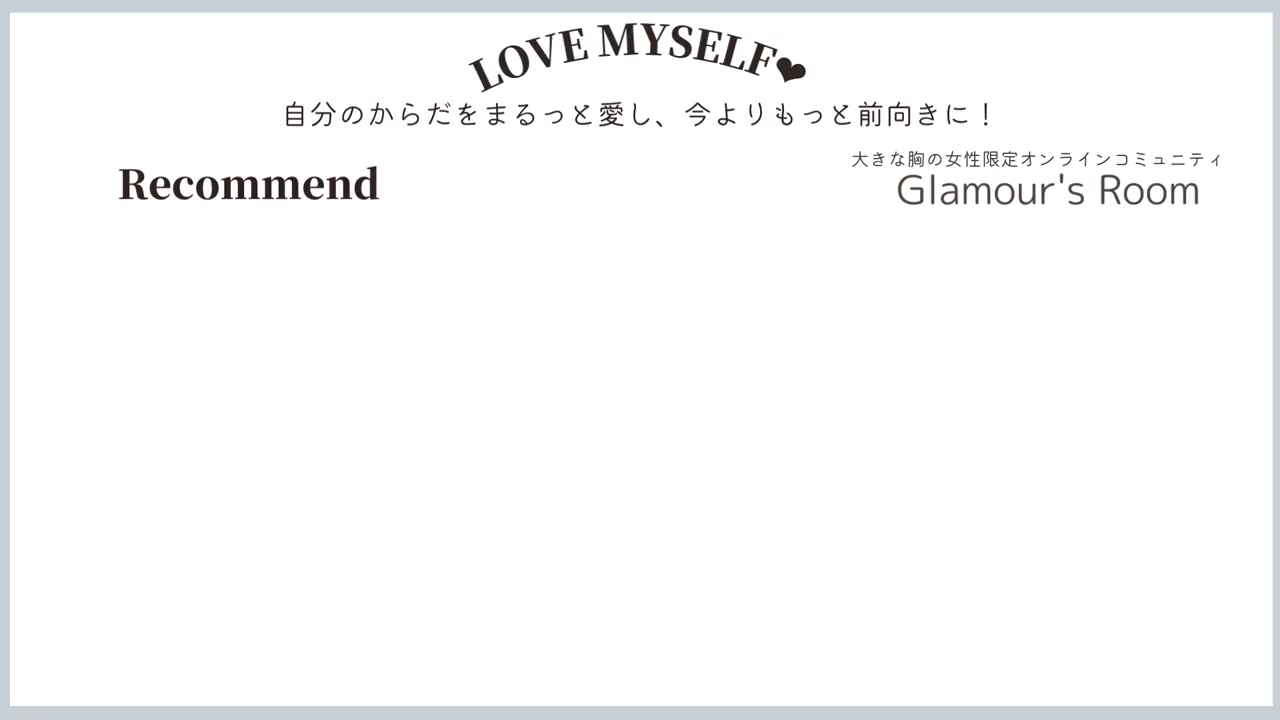 LOVE MYSELF❤
自分のからだをまるっと愛し、今よりもっと前向きに！
Recommend
大きな胸の女性限定オンラインコミュニティ
Glamour's Room